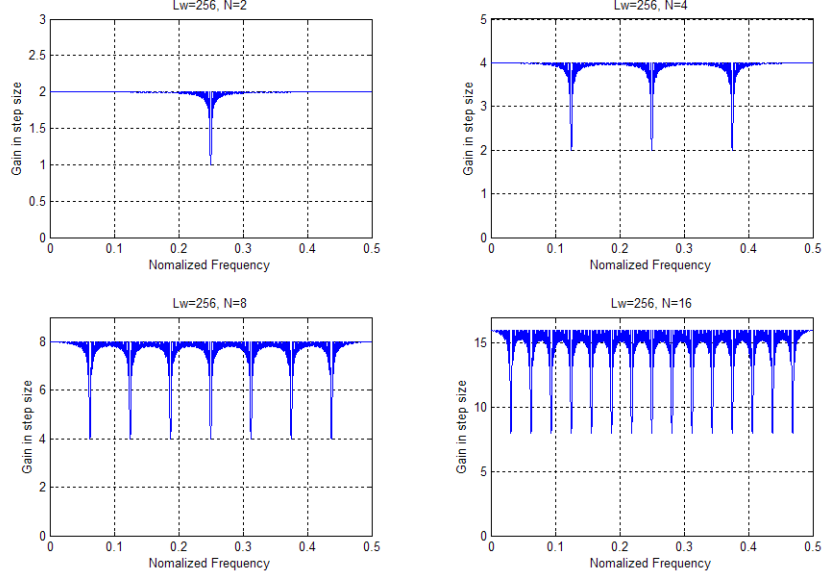 Lw=256, N=2
3
2.5
2
1.5
1
0.5
0
Gain in step size
0 0.1 0.2 0.3 0.4 0.5
Nomalized Frequency
Lw=256, N=4
5
4
3
2
1
0
Gain in step size
0 0.1 0.2 0.3 0.4 0.5
Nomalized Frequency
Lw=256, N=8
8
6
4
2
0
Gain in step size
0 0.1 0.2 0.3 0.4 0.5
Nomalized Frequency
Lw=256, N=16
15
10
5
0
Gain in step size
0 0.1 0.2 0.3 0.4 0.5
Nomalized Frequency